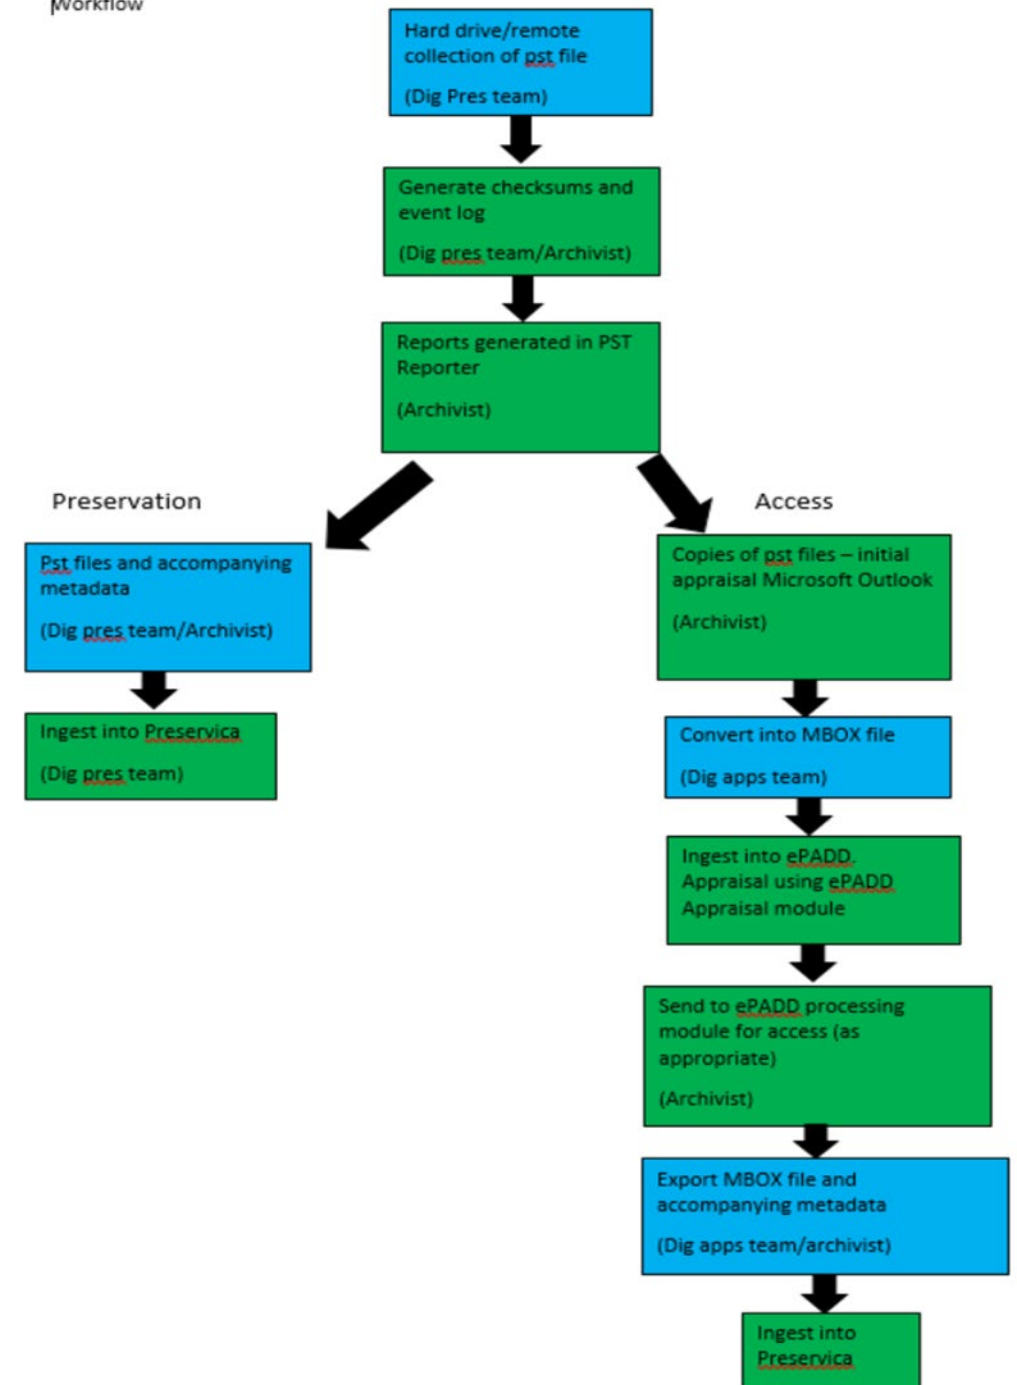 Workflow
Hard drive/remote
collection of pst file
(Dig Pres team)
Generate checksums and
event log
(Dig pres team/Archivist)
Reports generated in PST
Reporter
(Archivist)
Preservation
Pst files and accompanying
metadata
(Dig pres team/Archivist)
Ingest into Preservica
(Dig pres team)
Access
Copies of pst files – initial
appraisal Microsoft Outlook
(Archivist)
Convert into MBOX file
(Dig apps team)
Ingest into ePADD.
Appraisal using ePADD
Appraisal module
Send to ePADD processing
module for access (as
appropriate)
(Archivist)
Export MBOX file and
accompanying metadata
(Dig apps team/archivist)
Ingest into
Preservica